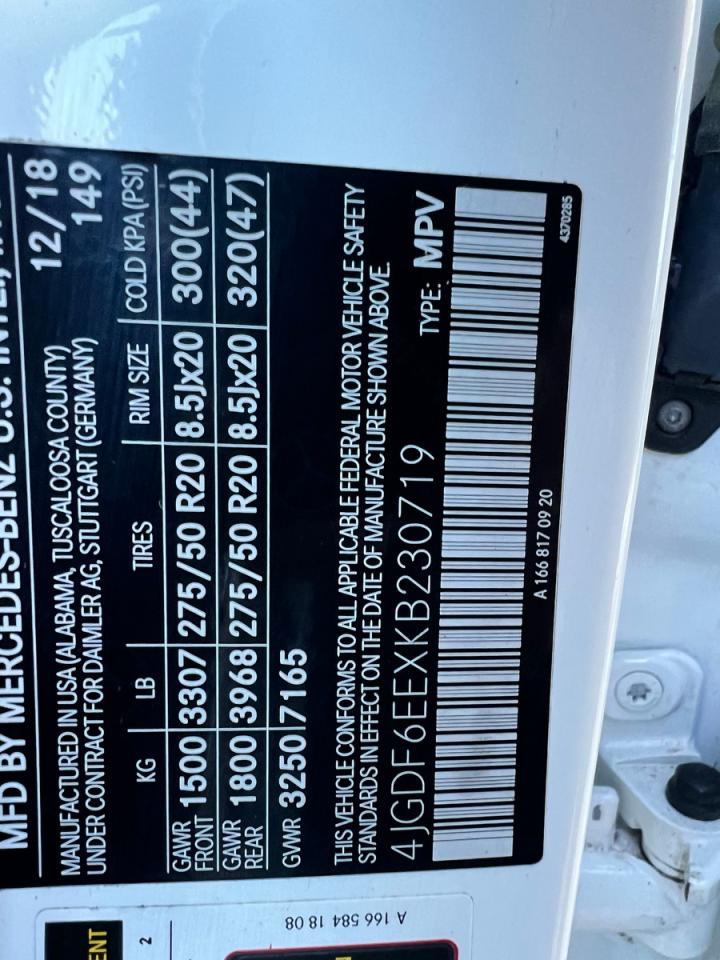 MFD BY MERCEDES-BENZ U.S. INTL.,
MANUFACTURED IN USA (ALABAMA, TUSCALOOSA COUNTY) 12/18
UNDER CONTRACT FOR DAIMLER AG, STUTTGART (GERMANY) 149
KG LB TIRES RIM SIZE COLD KPA (PSI)
GAWR FRONT 1500 3307 275/50 R20 8.5Jx20 300(44)
GAWR REAR 1800 3968 275/50 R20 8.5Jx20 320(47)
GVWR 3250 7165
THIS VEHICLE CONFORMS TO ALL APPLICABLE FEDERAL MOTOR VEHICLE SAFETY
STANDARDS IN EFFECT ON THE DATE OF MANUFACTURE SHOWN ABOVE.
4JGDF6EEXKB230719 TYPE: MPV
A 166 817 09 20 4370285
A 166 584 18 08
2